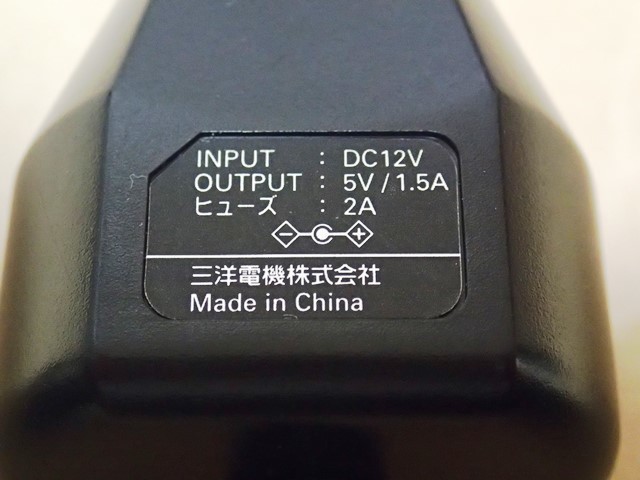 INPUT : DC12V
OUTPUT : 5V/1.5A
ヒューズ : 2A
三洋電機株式会社
Made in China